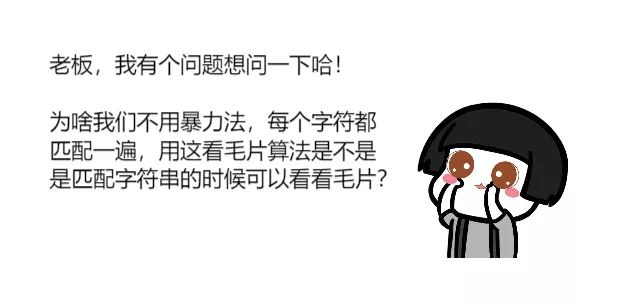 老板，我有个问题想问一下哈！
为啥我们不用暴力法，每个字符都
匹配一遍，用这看毛片算法是不是
是匹配字符串的时候可以看看毛片？